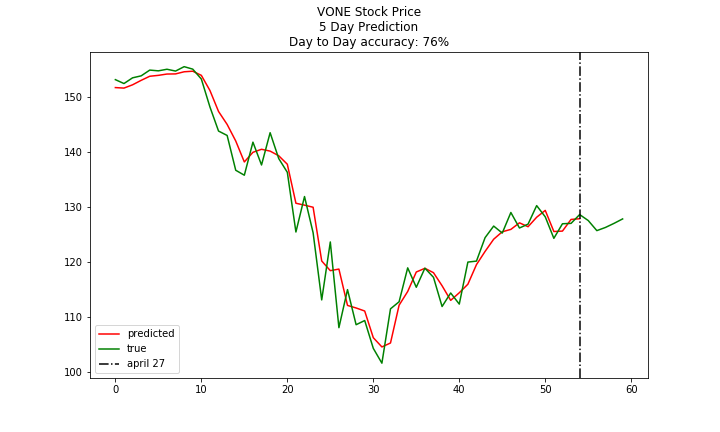 VONE Stock Price
5 Day Prediction
Day to Day accuracy: 76%
150
140
130
120
110
100
predicted
true
april 27
0 10 20 30 40 50 60